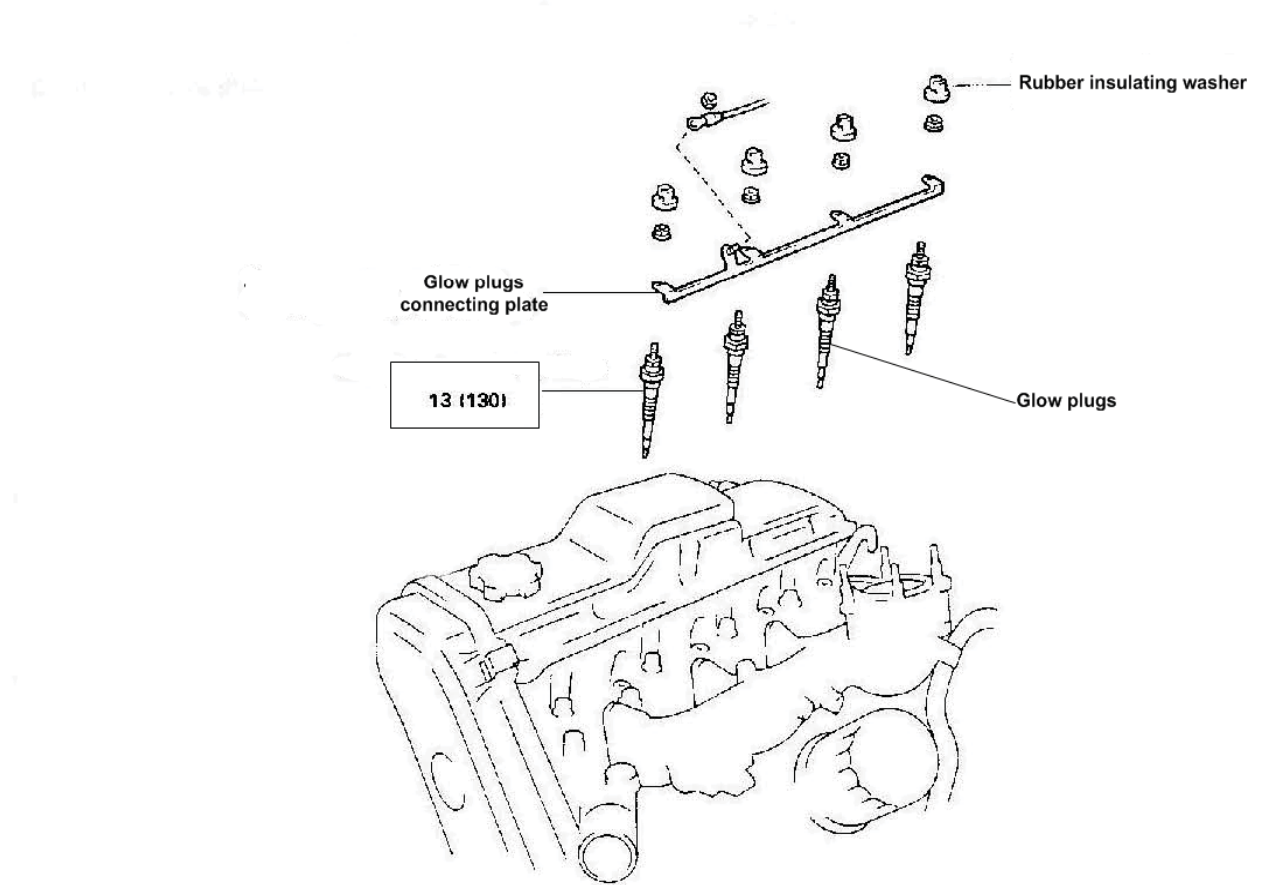 Rubber insulating washer
Glow plugs
connecting plate
13 (130)
Glow plugs